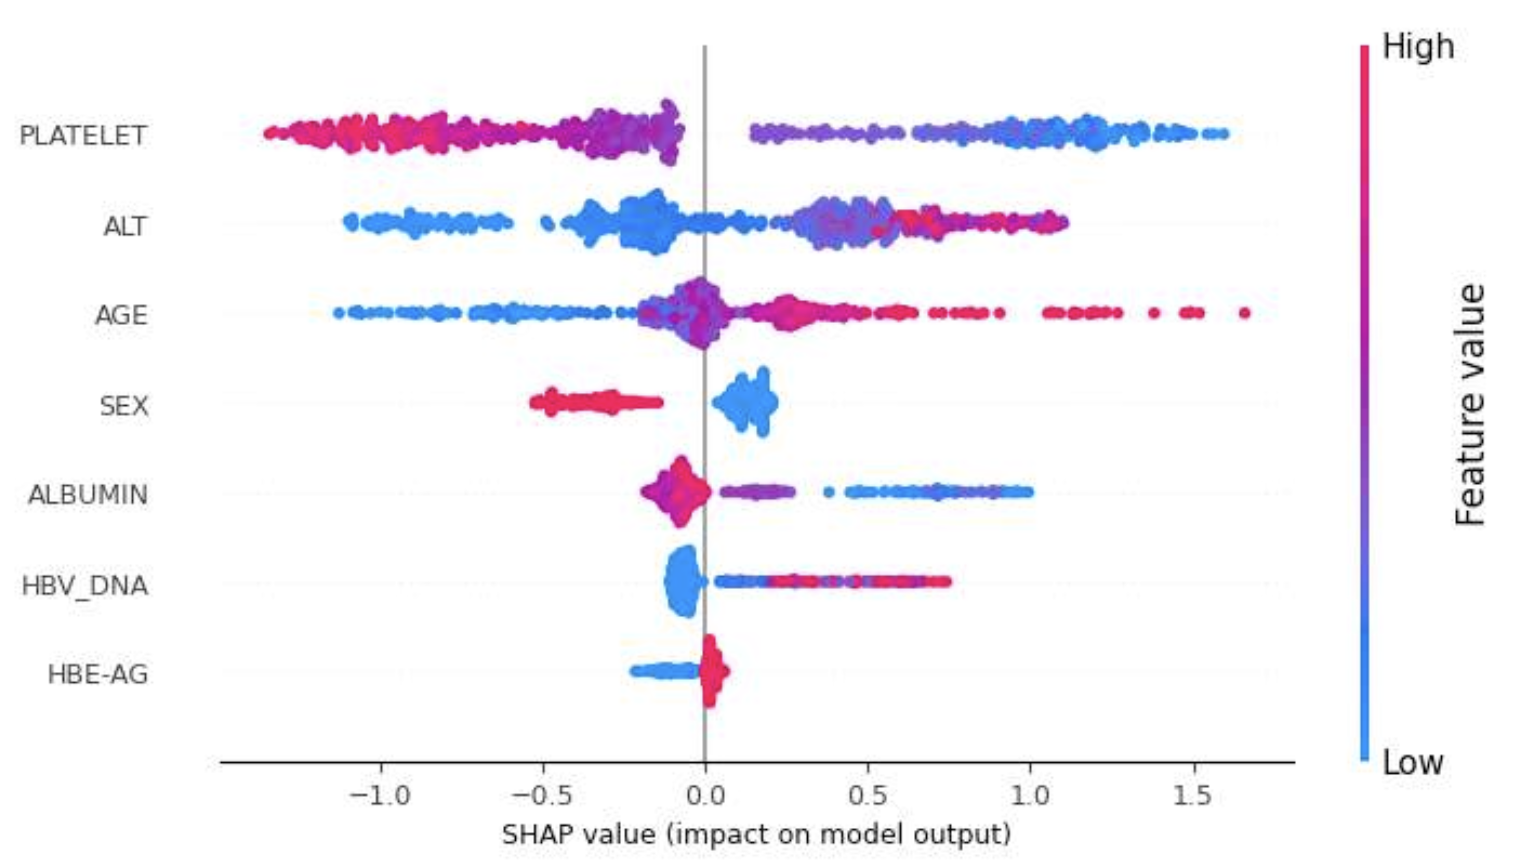 High
PLATELET
ALT
AGE
SEX
ALBUMIN
HBV_DNA
HBE-AG
Feature value
Low
−1.0 −0.5 0.0 0.5 1.0 1.5
SHAP value (impact on model output)